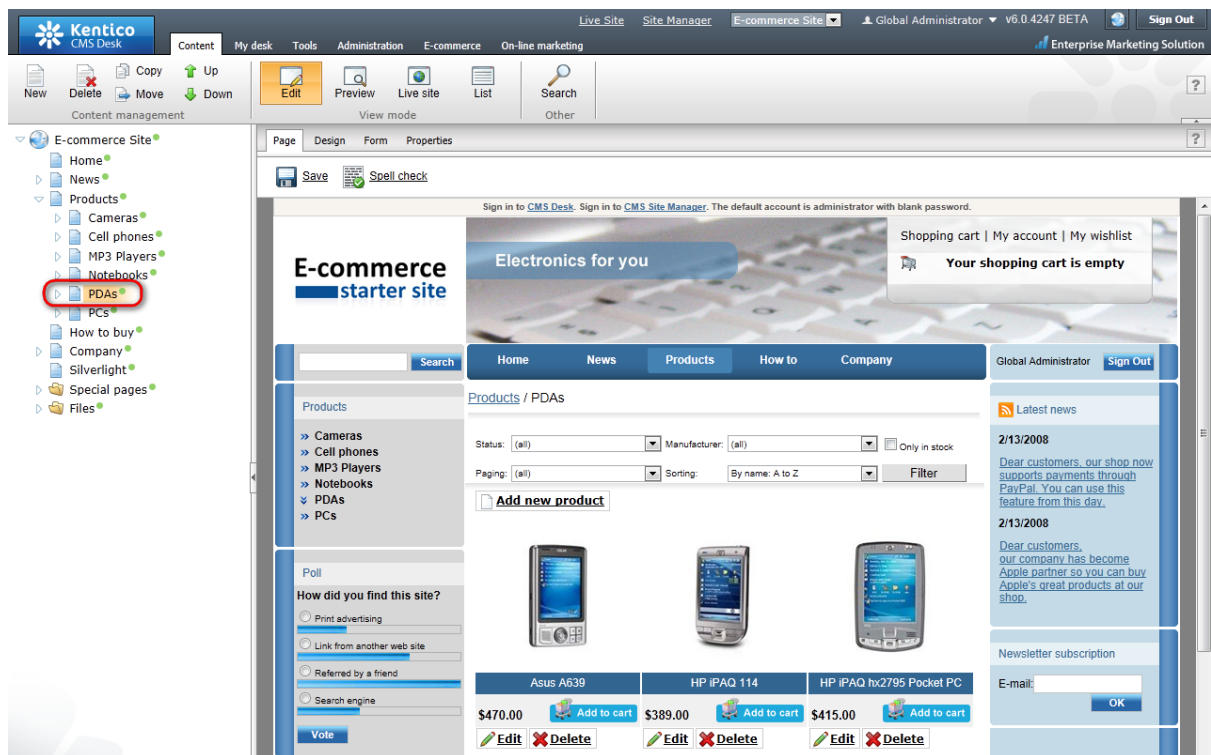 Kentico
CMS Desk
Live Site Site Manager E-commerce Site Global Administrator v6.0.4247 BETA Sign Out
Content My desk Tools Administration E-commerce On-line marketing Enterprise Marketing Solution
New Delete Copy Move Up Down
Content management
Edit Preview Live site List
View mode
Search
Other
?
E-commerce Site
Home
News
Products
Cameras
Cell phones
MP3 Players
Notebooks
PDAs
PCs
How to buy
Company
Silverlight
Special pages
Files
Page Design Form Properties
?
Save Spell check
Sign in to CMS Desk. Sign in to CMS Site Manager. The default account is administrator with blank password.
E-commerce
starter site
Electronics for you
Shopping cart | My account | My wishlist
Your shopping cart is empty
Search
Home News Products How to Company
Global Administrator Sign Out
Products
» Cameras
» Cell phones
» MP3 Players
» Notebooks
PDAs
» PCs
Poll
How did you find this site?
Print advertising
Link from another web site
Referred by a friend
Search engine
Vote
Products / PDAs
Status: (all) Manufacturer: (all) Only in stock
Paging: (all) Sorting: By name: A to Z Filter
Add new product
Asus A639 HP iPAQ 114 HP iPAQ hx2795 Pocket PC
$470.00 Add to cart $389.00 Add to cart $415.00 Add to cart
Edit Delete Edit Delete Edit Delete
Latest news
2/13/2008
Dear customers, our shop now
supports payments through
PayPal. You can use this
feature from this day.
2/13/2008
Dear customers,
our company has become
Apple partner so you can buy
Apple's great products at our
shop.
Newsletter subscription
E-mail:
OK